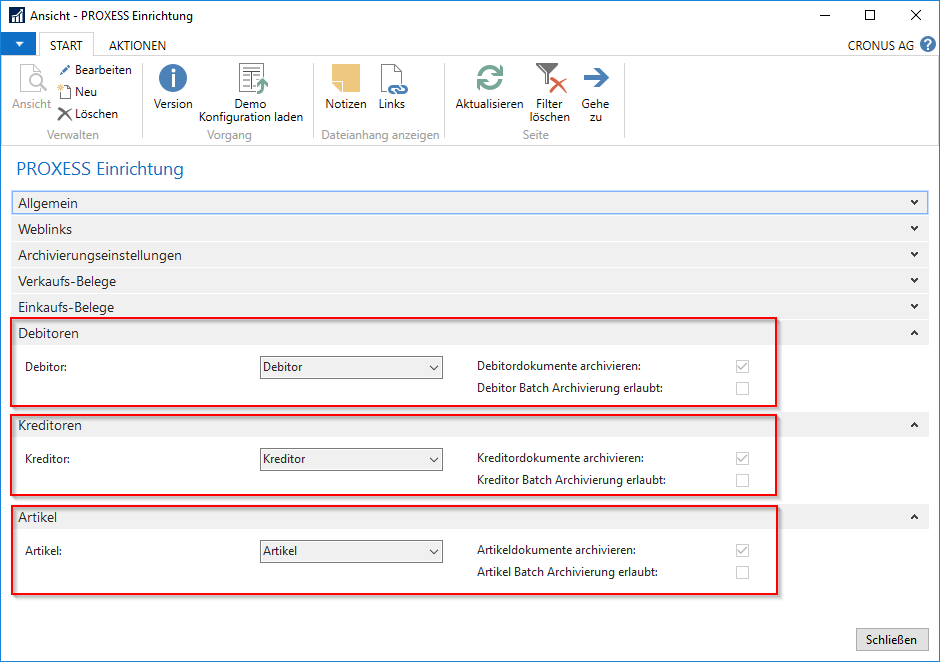 Ansicht - PROXESS Einrichtung
START AKTIONEN CRONUS AG ?
Ansicht
Bearbeiten
Neu
Löschen
Verwalten
Version
Demo
Konfiguration laden
Vorgang
Notizen
Links
Dateianhang anzeigen
Aktualisieren
Filter
löschen
Gehe
zu
Seite
PROXESS Einrichtung
Allgemein
Weblinks
Archivierungseinstellungen
Verkaufs-Belege
Einkaufs-Belege
Debitoren
Debitor: Debitor Debitordokumente archivieren:
Debitor Batch Archivierung erlaubt:
Kreditoren
Kreditor: Kreditor Kreditordokumente archivieren:
Kreditor Batch Archivierung erlaubt:
Artikel
Artikel: Artikel Artikeldokumente archivieren:
Artikel Batch Archivierung erlaubt:
Schließen